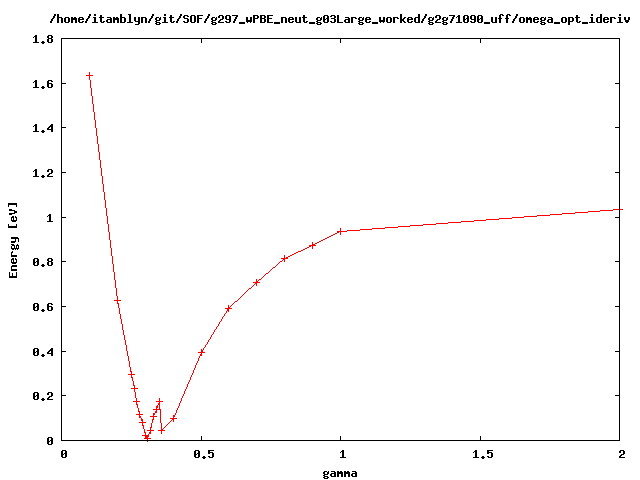 /home/itamblyn/git/SOF/g297_wPBE_neut_g03Large_worked/g2g71090_uff/omega_opt_ideriv
1.8
1.6
1.4
1.2
1
0.8
0.6
0.4
0.2
0
Energy [eV]
0 0.5 1 1.5 2
gamma